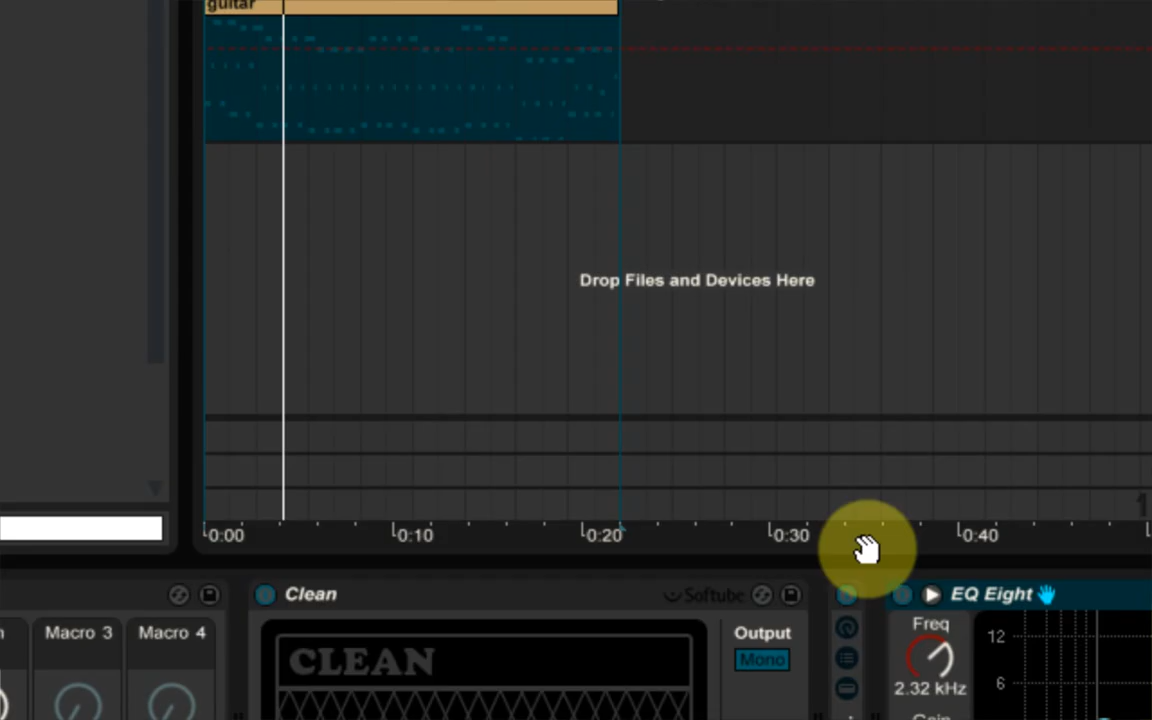 guitar
Drop Files and Devices Here
1
0:00 0:10 0:20 0:30 0:40
Clean Softube EQ Eight
Macro 3 Macro 4 Output Freq
Mono 12
CLEAN
6
2.32 kHz